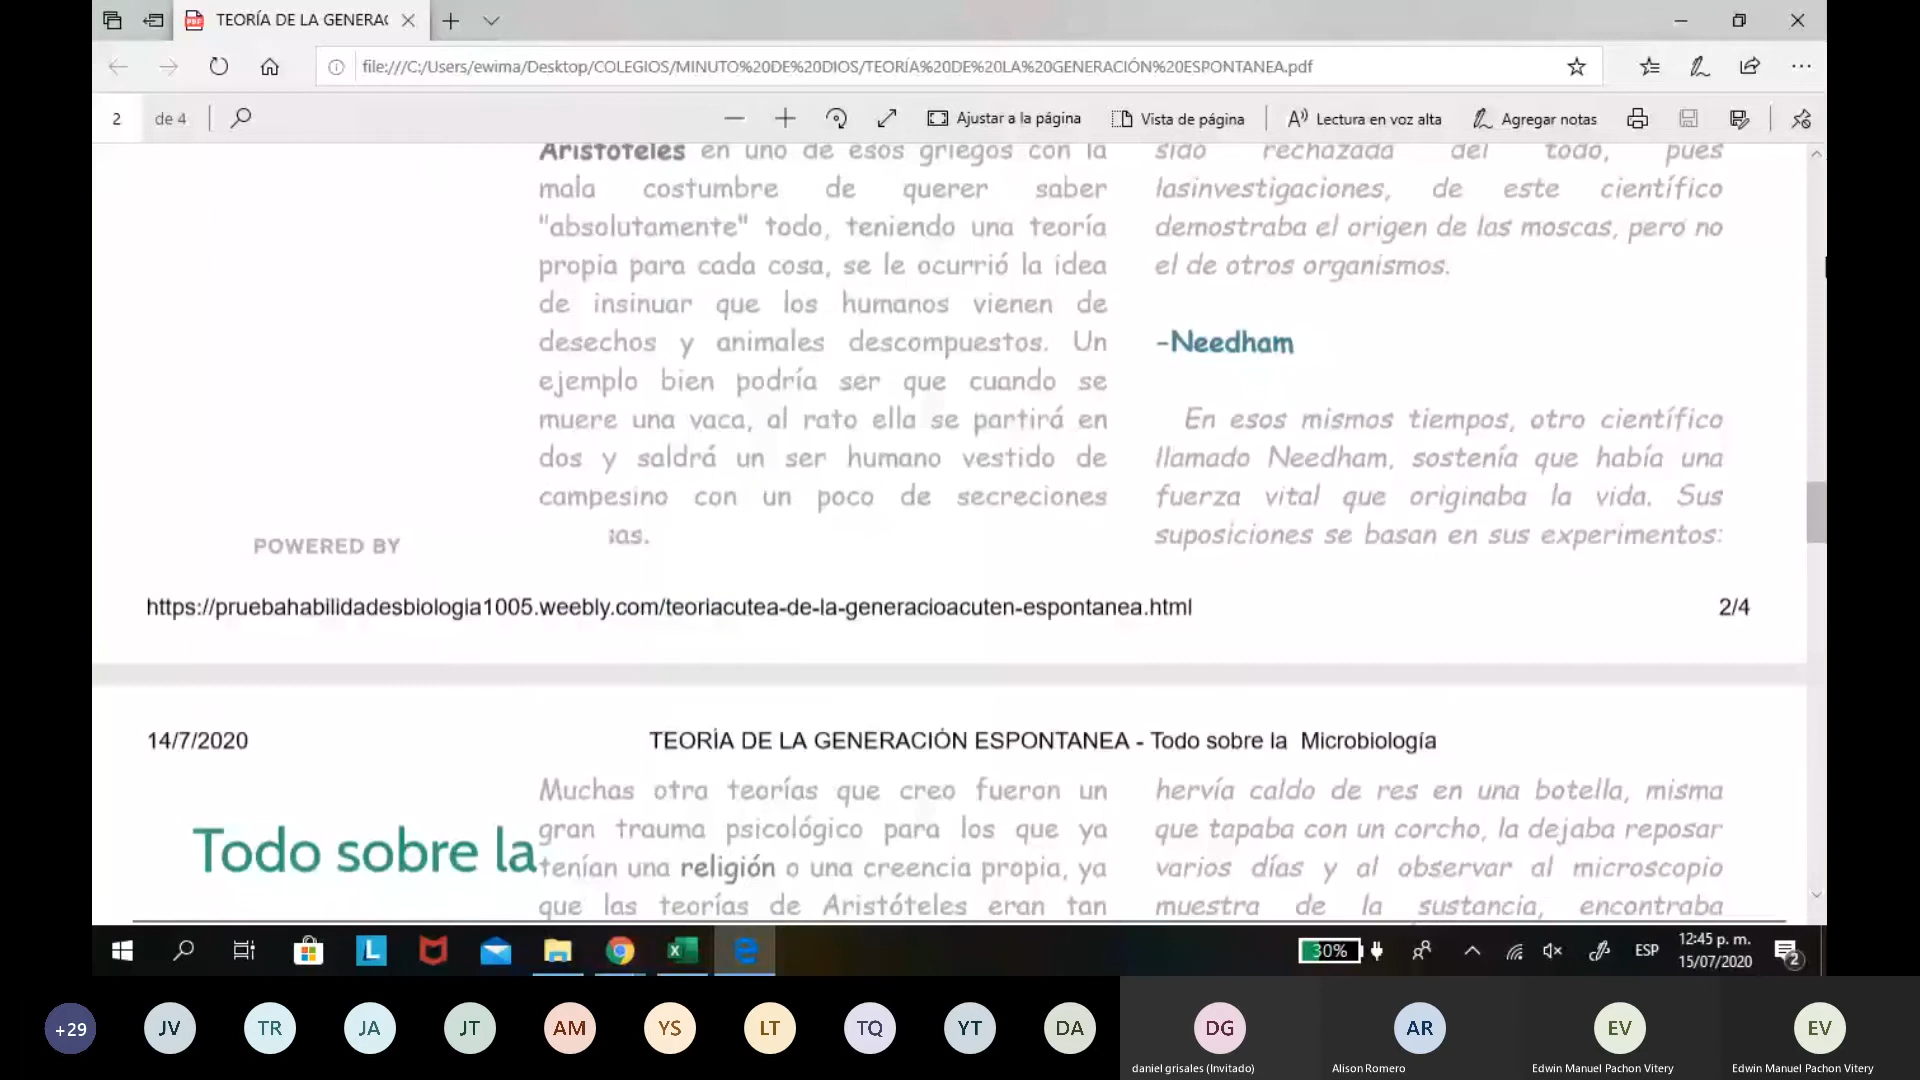 TEORÍA DE LA GENERAC
file:///C:/Users/ewima/Desktop/COLEGIOS/MINUTO%20DE%20DIOS/TEORÍA%20DE%20LA%20GENERACIÓN%20ESPONTANEA.pdf
2 de 4
Ajustar a la página
Vista de página
Lectura en voz alta
Agregar notas
Aristóteles en uno de esos griegos con la
mala costumbre de querer saber
"absolutamente" todo, teniendo una teoría
propia para cada cosa, se le ocurrió la idea
de insinuar que los humanos vienen de
desechos y animales descompuestos. Un
ejemplo bien podría ser que cuando se
muere una vaca, al rato ella se partirá en
dos y saldrá un ser humano vestido de
campesino con un poco de secreciones
as.
sido rechazada del todo, pues
lasinvestigaciones, de este científico
demostraba el origen de las moscas, pero no
el de otros organismos.
-Needham
En esos mismos tiempos, otro científico
llamado Needham, sostenía que había una
fuerza vital que originaba la vida. Sus
suposiciones se basan en sus experimentos:
POWERED BY
https://pruebahabilidadesbiologia1005.weebly.com/teoriacutea-de-la-generacioacuten-espontanea.html
2/4
14/7/2020
TEORÍA DE LA GENERACIÓN ESPONTANEA - Todo sobre la Microbiología
Todo sobre la
Muchas otra teorías que creo fueron un
gran trauma psicológico para los que ya
tenían una religión o una creencia propia, ya
que las teorías de Aristóteles eran tan
hervía caldo de res en una botella, misma
que tapaba con un corcho, la dejaba reposar
varios días y al observar al microscopio
muestra de la sustancia, encontraba
30%
ESP
12:45 p. m.
15/07/2020
2
+29
JV
TR
JA
JT
AM
YS
LT
TQ
YT
DA
DG
AR
EV
EV
daniel grisales (Invitado)
Alison Romero
Edwin Manuel Pachon Vitery
Edwin Manuel Pachon Vitery